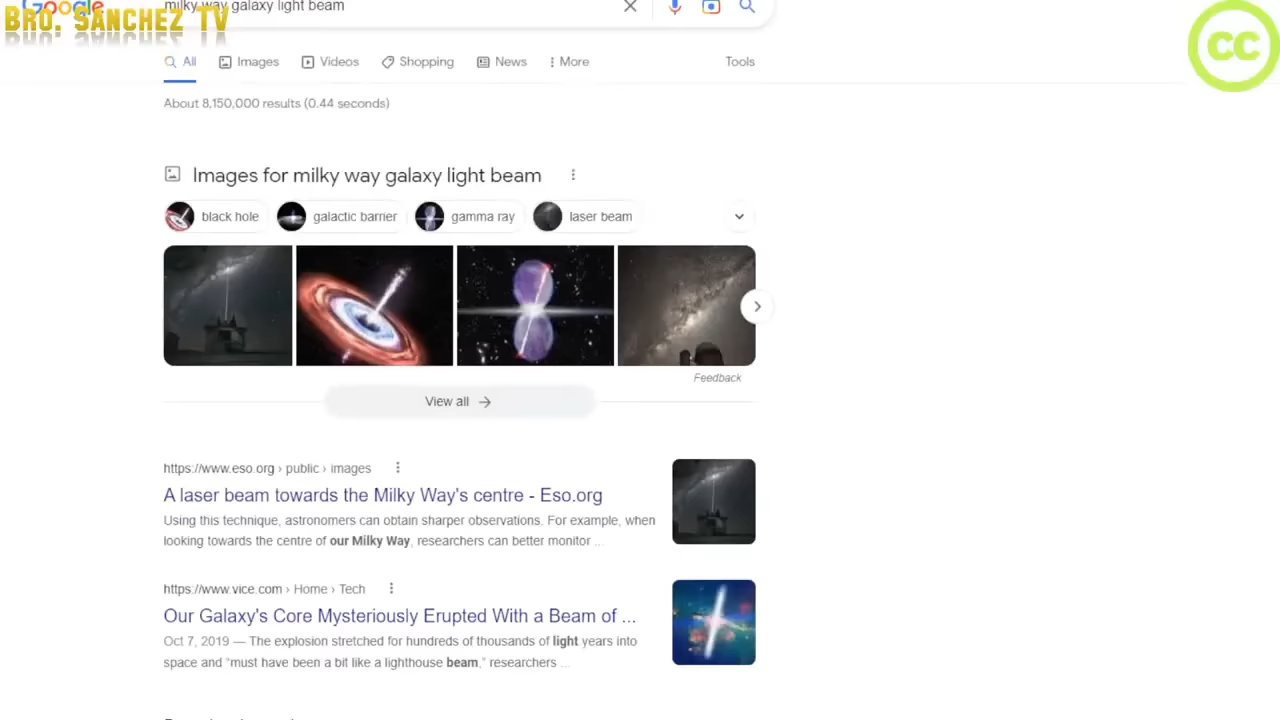 BRO. SANCHEZ TV
Google
milky way galaxy light beam
CC
All Images Videos Shopping News More Tools
About 8,150,000 results (0.44 seconds)
Images for milky way galaxy light beam
black hole galactic barrier gamma ray laser beam
Feedback
View all
https://www.eso.org › public › images
A laser beam towards the Milky Way's centre - Eso.org
Using this technique, astronomers can obtain sharper observations. For example, when
looking towards the centre of our Milky Way, researchers can better monitor ...
https://www.vice.com › Home › Tech
Our Galaxy's Core Mysteriously Erupted With a Beam of ...
Oct 7, 2019 — The explosion stretched for hundreds of thousands of light years into
space and “must have been a bit like a lighthouse beam,” researchers ...